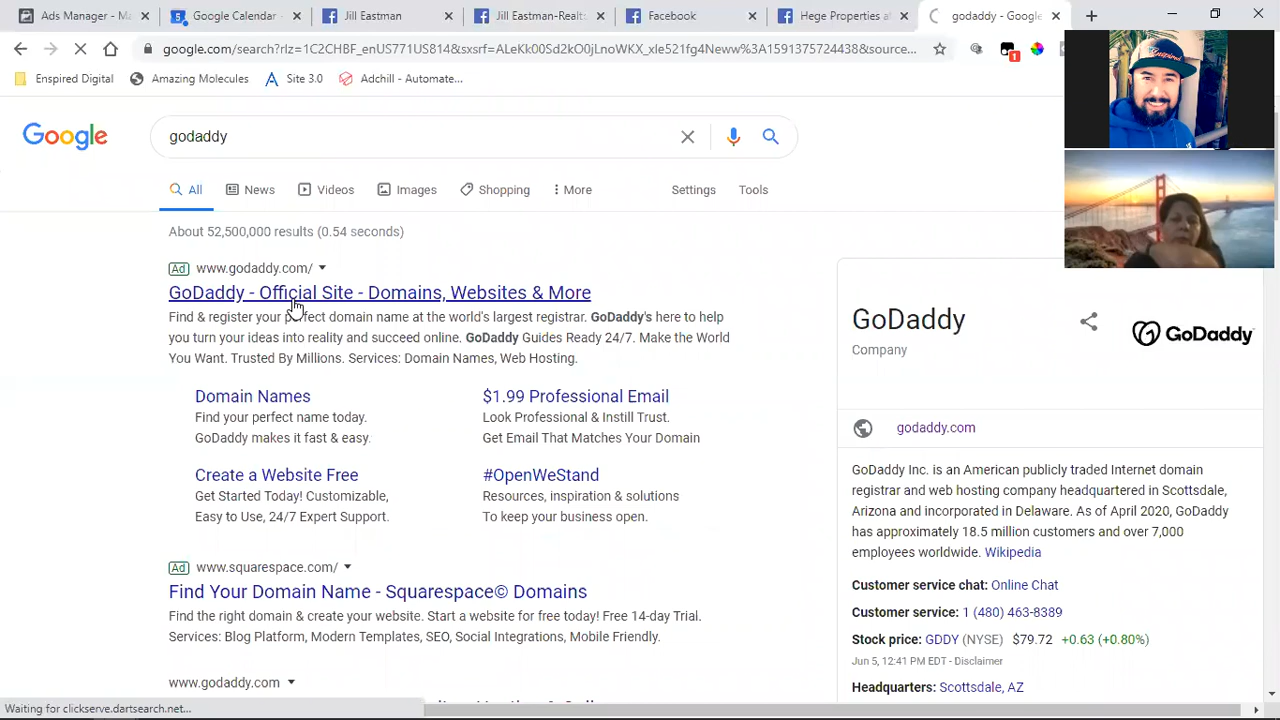 Ads Manager - Ma
Google Calendar
Jill Eastman
Jill Eastman-Realt
Facebook
Hege Properties at
godaddy - Google
google.com/search?rlz=1C2CHBF_enUS771US814&sxsrf=ALeKk00Sd2kO0jLnoWKX_xIe521fg4Neww%3A1591375724438&source...
1
Enspired Digital
Amazing Molecules
Site 3.0
Adchill - Automate...
Google
godaddy
All
News
Videos
Images
Shopping
More
Settings
Tools
About 52,500,000 results (0.54 seconds)
Ad www.godaddy.com/
GoDaddy - Official Site - Domains, Websites & More
Find & register your perfect domain name at the world's largest registrar. GoDaddy's here to help
you turn your ideas into reality and succeed online. GoDaddy Guides Ready 24/7. Make the World
You Want. Trusted By Millions. Services: Domain Names, Web Hosting.
Domain Names
Find your perfect name today.
GoDaddy makes it fast & easy.
$1.99 Professional Email
Look Professional & Instill Trust.
Get Email That Matches Your Domain
Create a Website Free
Get Started Today! Customizable,
Easy to Use, 24/7 Expert Support.
#OpenWeStand
Resources, inspiration & solutions
To keep your business open.
Ad www.squarespace.com/
Find Your Domain Name - Squarespace© Domains
Find the right domain & create your website. Start a website for free today! Free 14-day Trial.
Services: Blog Platform, Modern Templates, SEO, Social Integrations, Mobile Friendly.
www.godaddy.com
GoDaddy
Company
GoDaddy
godaddy.com
GoDaddy Inc. is an American publicly traded Internet domain
registrar and web hosting company headquartered in Scottsdale,
Arizona and incorporated in Delaware. As of April 2020, GoDaddy
has approximately 18.5 million customers and over 7,000
employees worldwide. Wikipedia
Customer service chat: Online Chat
Customer service: 1 (480) 463-8389
Stock price: GDDY (NYSE) $79.72 +0.63 (+0.80%)
Jun 5, 12:41 PM EDT - Disclaimer
Headquarters: Scottsdale, AZ
Waiting for clickserve.dartsearch.net...